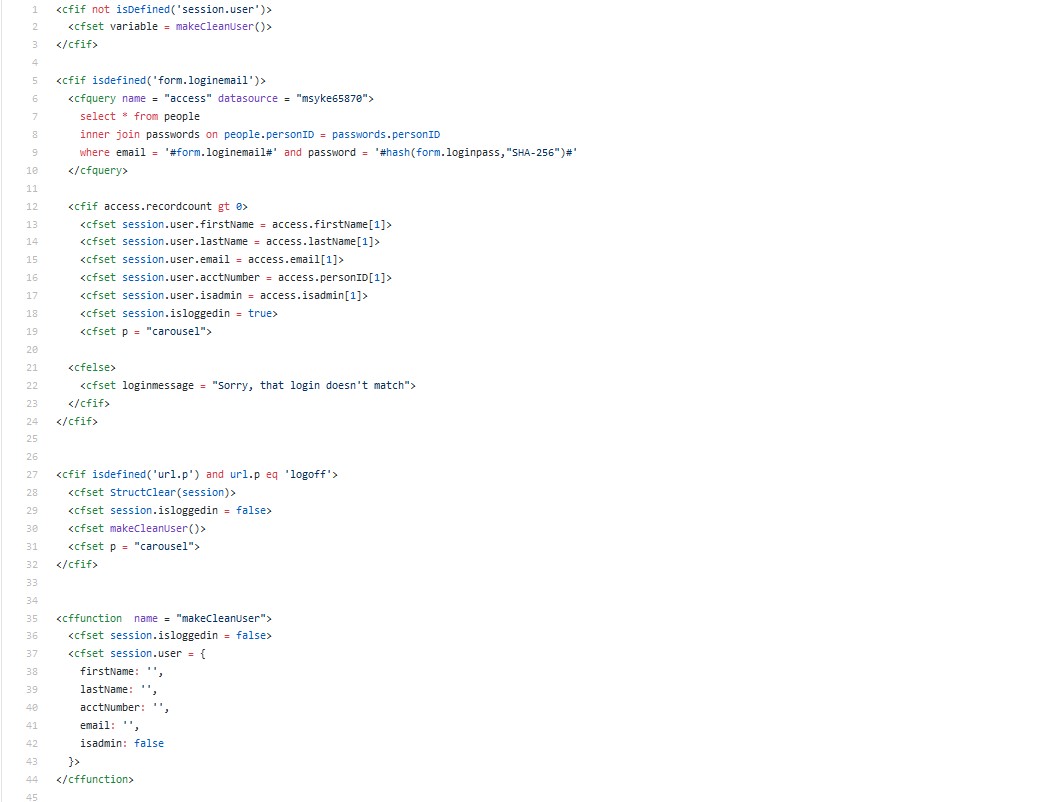 1 <cfif not isDefined('session.user')>
2 <cfset variable = makeCleanUser()>
3 </cfif>
4
5 <cfif isdefined('form.loginemail')>
6 <cfquery name = "access" datasource = "msyke65870">
7 select * from people
8 inner join passwords on people.personID = passwords.personID
9 where email = '#form.loginemail#' and password = '#hash(form.loginpass,"SHA-256")#'
10 </cfquery>
11
12 <cfif access.recordcount gt 0>
13 <cfset session.user.firstName = access.firstName[1]>
14 <cfset session.user.lastName = access.lastName[1]>
15 <cfset session.user.email = access.email[1]>
16 <cfset session.user.acctNumber = access.personID[1]>
17 <cfset session.user.isadmin = access.isadmin[1]>
18 <cfset session.isloggedin = true>
19 <cfset p = "carousel">
20
21 <cfelse>
22 <cfset loginmessage = "Sorry, that login doesn't match">
23 </cfif>
24 </cfif>
25
26
27 <cfif isdefined('url.p') and url.p eq 'logoff'>
28 <cfset StructClear(session)>
29 <cfset session.isloggedin = false>
30 <cfset makeCleanUser()>
31 <cfset p = "carousel">
32 </cfif>
33
34
35 <cffunction  name = "makeCleanUser">
36 <cfset session.isloggedin = false>
37 <cfset session.user = {
38 firstName: '',
39 lastName: '',
40 acctNumber: '',
41 email: '',
42 isadmin: false
43 }>
44 </cffunction>
45